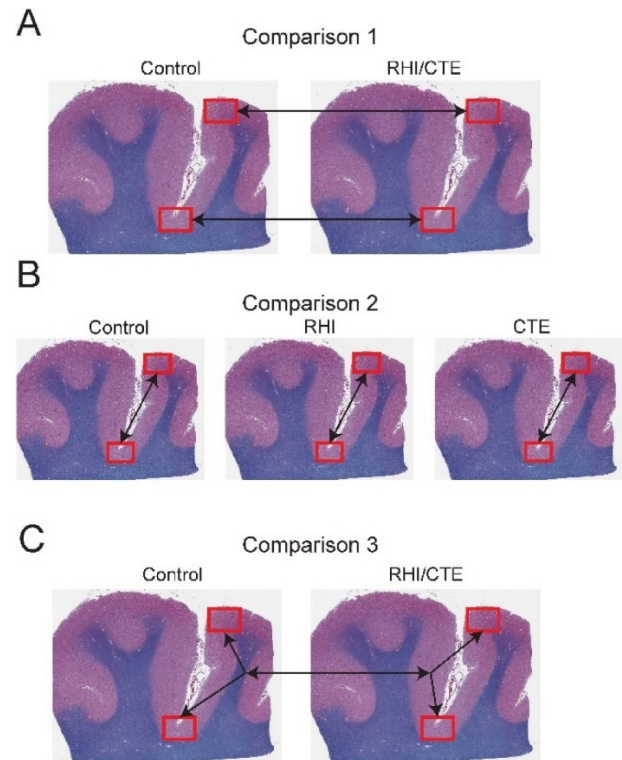 A
Comparison 1
Control RHI/CTE
B
Comparison 2
Control RHI CTE
C
Comparison 3
Control RHI/CTE